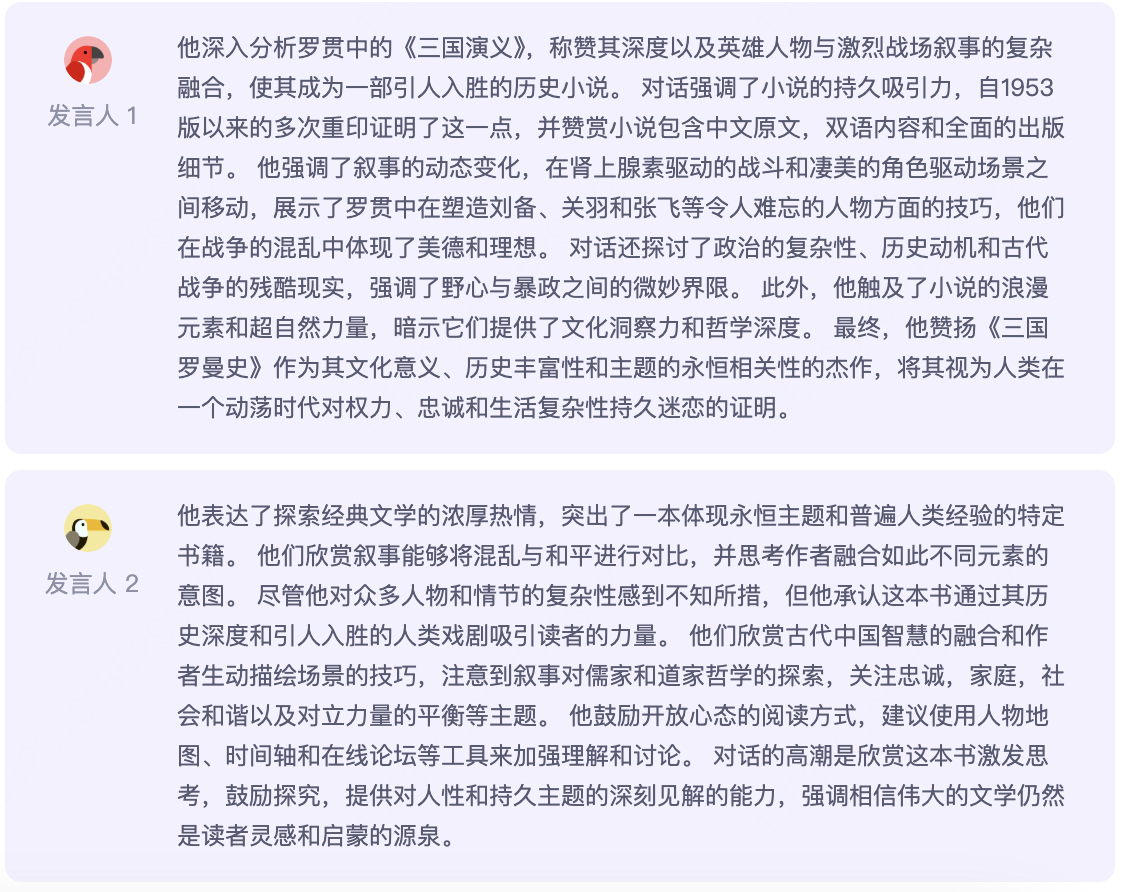 他深入分析罗贯中的《三国演义》，称赞其深度以及英雄人物与激烈战场叙事的复杂
融合，使其成为一部引人入胜的历史小说。 对话强调了小说的持久吸引力，自1953
版以来的多次重印证明了这一点，并赞赏小说包含中文原文，双语内容和全面的出版
细节。 他强调了叙事的动态变化，在肾上腺素驱动的战斗和凄美的角色驱动场景之
间移动，展示了罗贯中在塑造刘备、关羽和张飞等令人难忘的人物方面的技巧，他们
在战争的混乱中体现了美德和理想。 对话还探讨了政治的复杂性、历史动机和古代
战争的残酷现实，强调了野心与暴政之间的微妙界限。 此外，他触及了小说的浪漫
元素和超自然力量，暗示它们提供了文化洞察力和哲学深度。 最终，他赞扬《三国
罗曼史》作为其文化意义、历史丰富性和主题的永恒相关性的杰作，将其视为人类在
一个动荡时代对权力、忠诚和生活复杂性持久迷恋的证明。
发言人 1
他表达了探索经典文学的浓厚热情，突出了一本体现永恒主题和普遍人类经验的特定
书籍。 他们欣赏叙事能够将混乱与和平进行对比，并思考作者融合如此不同元素的
意图。 尽管他对众多人物和情节的复杂性感到不知所措，但他承认这本书通过其历
史深度和引人入胜的人类戏剧吸引读者的力量。 他们欣赏古代中国智慧的融合和作
者生动描绘场景的技巧，注意到叙事对儒家和道家哲学的探索，关注忠诚，家庭，社
会和谐以及对立力量的平衡等主题。 他鼓励开放心态的阅读方式，建议使用人物地
图、时间轴和在线论坛等工具来加强理解和讨论。 对话的高潮是欣赏这本书激发思
考，鼓励探究，提供对人性和持久主题的深刻见解的能力，强调相信伟大的文学仍然
是读者灵感和启蒙的源泉。
发言人 2